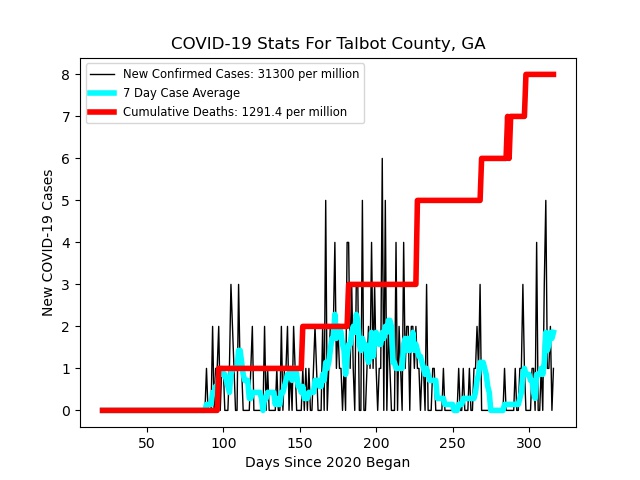 COVID-19 Stats For Talbot County, GA
New Confirmed Cases: 31300 per million
7 Day Case Average
Cumulative Deaths: 1291.4 per million
New COVID-19 Cases
8
7
6
5
4
3
2
1
0
50 100 150 200 250 300
Days Since 2020 Began